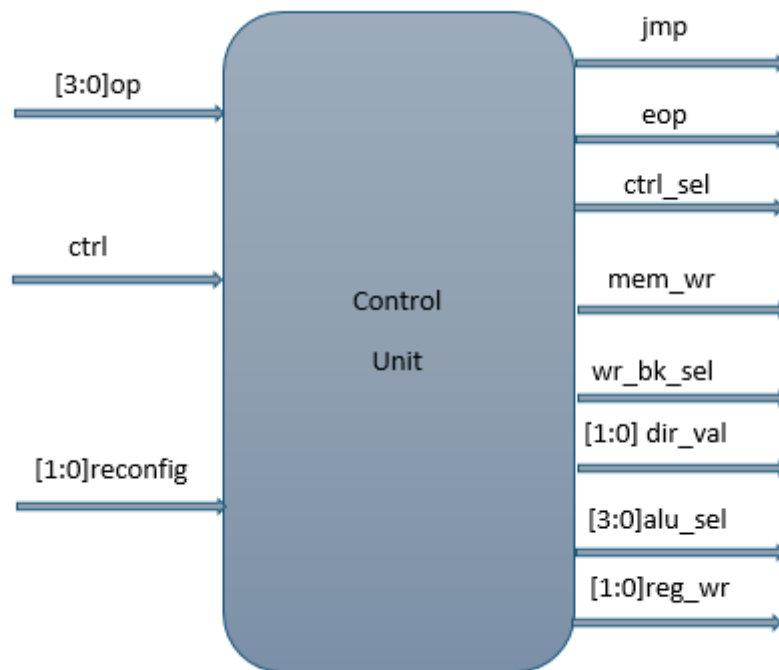 [3:0]op
ctrl
[1:0]reconfig
Control
Unit
jmp
eop
ctrl_sel
mem_wr
wr_bk_sel
[1:0] dir_val
[3:0]alu_sel
[1:0]reg_wr